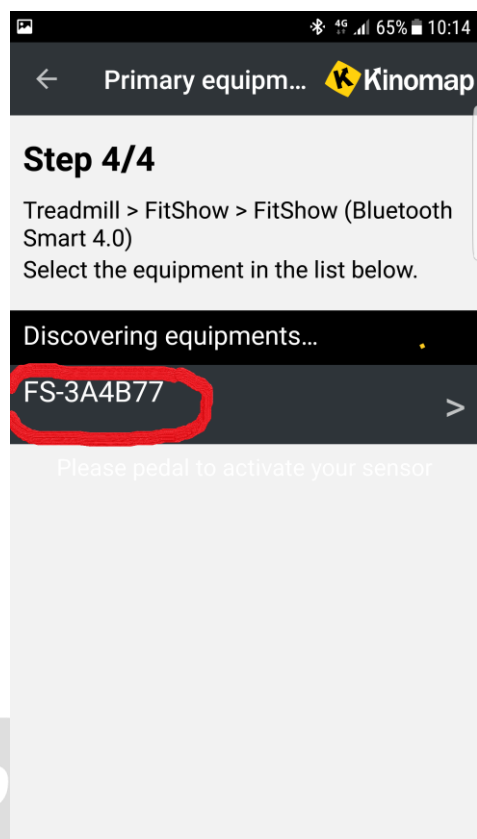 4G 65% 10:14
Primary equipm... Kinomap
Step 4/4
Treadmill > FitShow > FitShow (Bluetooth
Smart 4.0)
Select the equipment in the list below.
Discovering equipments...
FS-3A4B77
>
Please pedal to activate your sensor